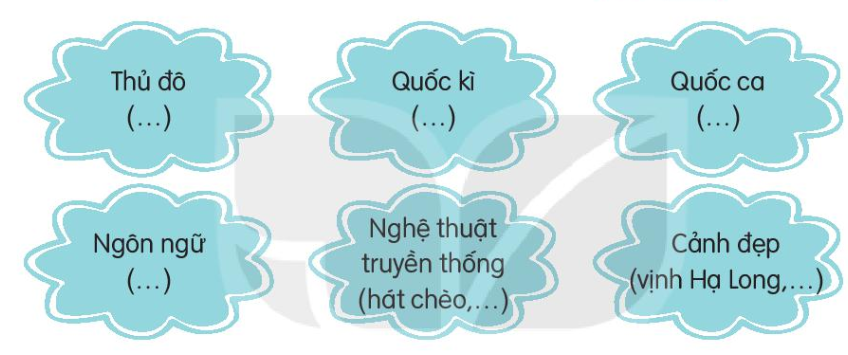 Thủ đô
(...)
Quốc kì
(...)
Quốc ca
(...)
Ngôn ngữ
(...)
Nghệ thuật
truyền thống
(hát chèo,...)
Cảnh đẹp
(vịnh Hạ Long,...)